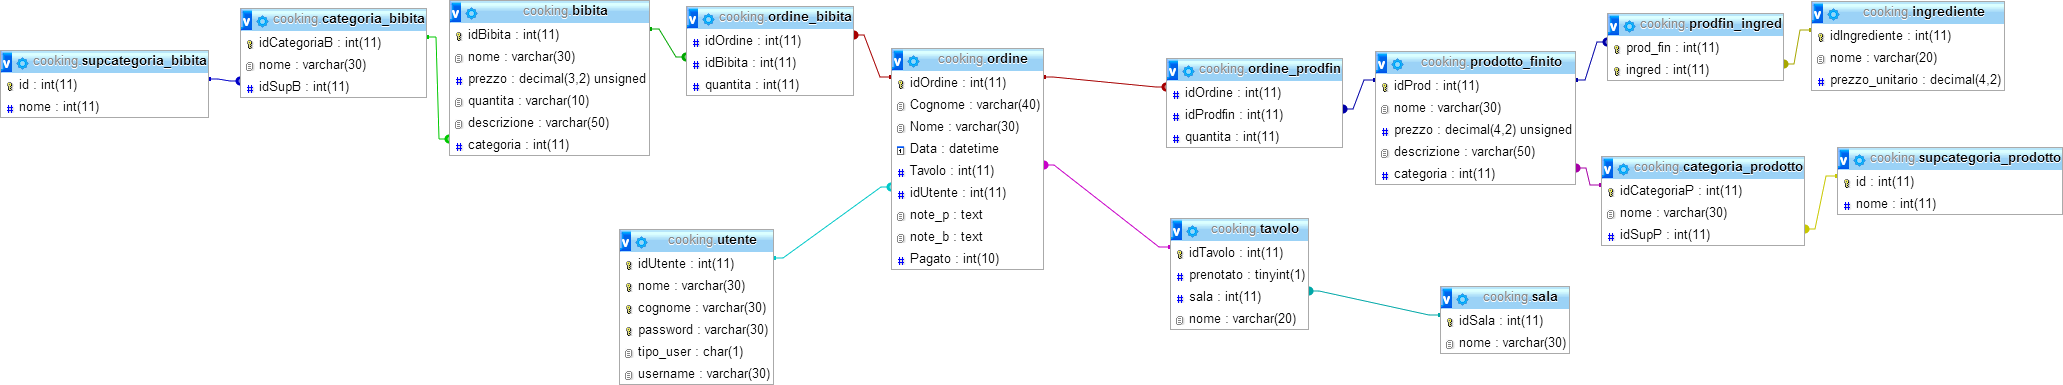 cooking.supcategoria_bibita
id : int(11)
nome : int(11)
cooking.categoria_bibita
idCategoriaB : int(11)
nome : varchar(30)
idSupB : int(11)
cooking.bibita
idBibita : int(11)
nome : varchar(30)
prezzo : decimal(3,2) unsigned
quantita : varchar(10)
descrizione : varchar(50)
categoria : int(11)
cooking.ordine_bibita
idOrdine : int(11)
idBibita : int(11)
quantita : int(11)
cooking.utente
idUtente : int(11)
nome : varchar(30)
cognome : varchar(30)
password : varchar(30)
tipo_user : char(1)
username : varchar(30)
cooking.ordine
idOrdine : int(11)
Cognome : varchar(40)
Nome : varchar(30)
Data : datetime
Tavolo : int(11)
idUtente : int(11)
note_p : text
note_b : text
Pagato : int(10)
cooking.ordine_prodfin
idOrdine : int(11)
idProdfin : int(11)
quantita : int(11)
cooking.tavolo
idTavolo : int(11)
prenotato : tinyint(1)
sala : int(11)
nome : varchar(20)
cooking.prodotto_finito
idProd : int(11)
nome : varchar(30)
prezzo : decimal(4,2) unsigned
descrizione : varchar(50)
categoria : int(11)
cooking.sala
idSala : int(11)
nome : varchar(30)
cooking.prodfin_ingred
prod_fin : int(11)
ingred : int(11)
cooking.categoria_prodotto
idCategoriaP : int(11)
nome : varchar(30)
idSupP : int(11)
cooking.ingrediente
idIngrediente : int(11)
nome : varchar(20)
prezzo_unitario : decimal(4,2)
cooking.supcategoria_prodotto
id : int(11)
nome : int(11)